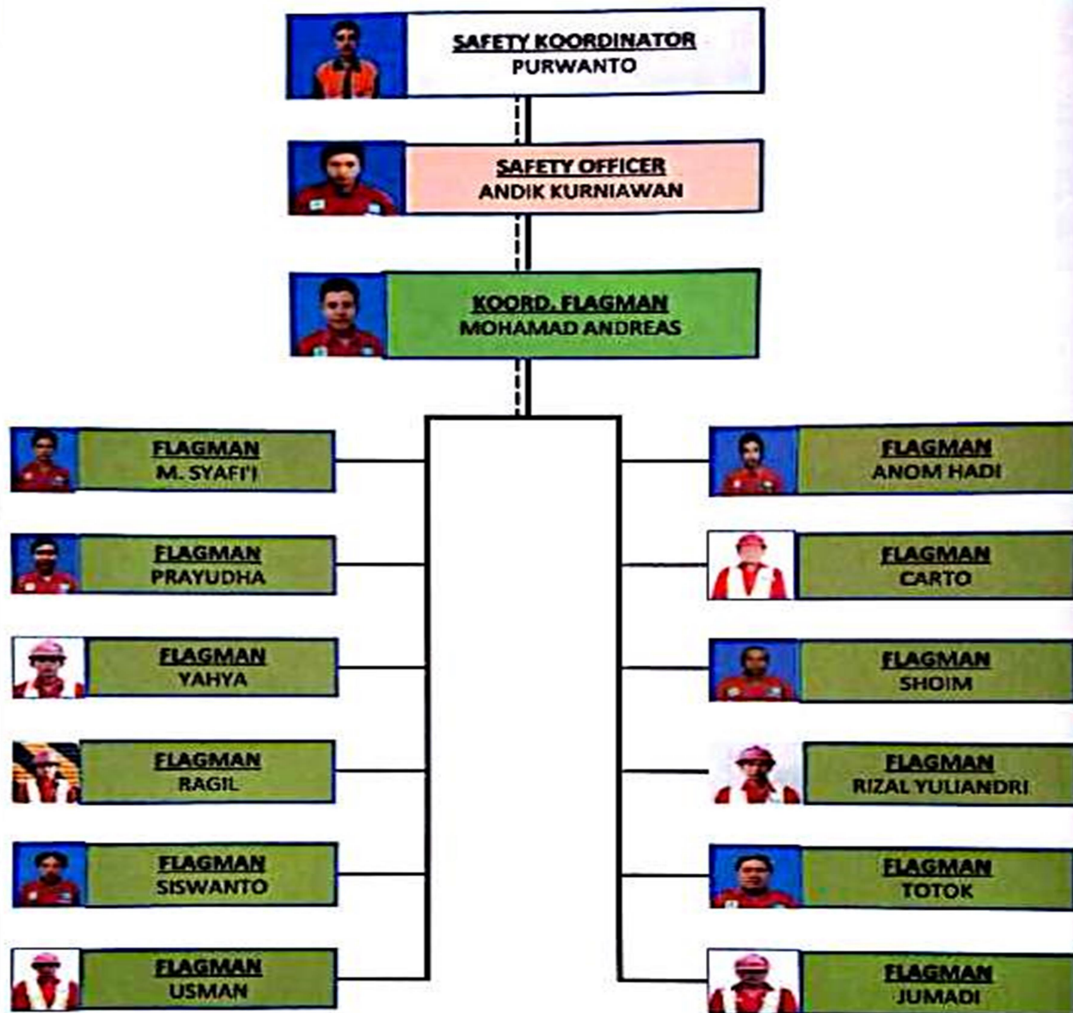 SAFETY KOORDINATOR
PURWANTO
SAFETY OFFICER
ANDIK KURNIAWAN
KOORD. FLAGMAN
MOHAMAD ANDREAS
FLAGMAN
M. SYAFI'I
FLAGMAN
PRAYUDHA
FLAGMAN
YAHYA
FLAGMAN
RAGIL
FLAGMAN
SISWANTO
FLAGMAN
USMAN
FLAGMAN
ANOM HADI
FLAGMAN
CARTO
FLAGMAN
SHOIM
FLAGMAN
RIZAL YULIANDRI
FLAGMAN
TOTOK
FLAGMAN
JUMADI